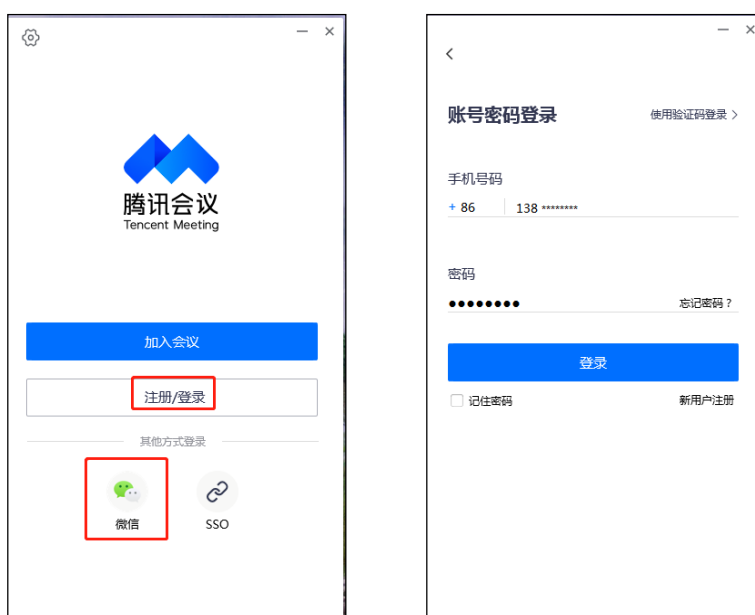 腾讯会议
Tencent Meeting
加入会议
注册/登录
其他方式登录
微信
SSO
账号密码登录
使用验证码登录 >
手机号码
+ 86 138 ********
密码
●●●●●●●●
忘记密码？
登录
记住密码
新用户注册